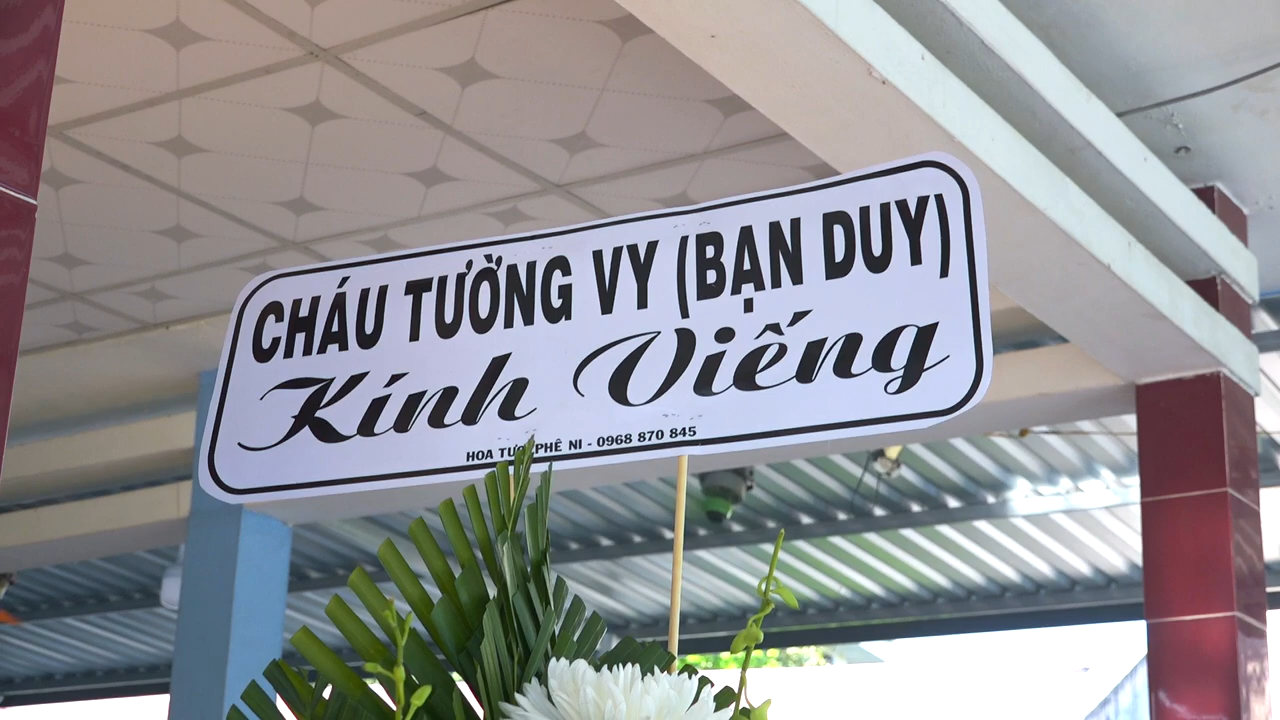 CHÁU TƯỜNG VY (BẠN DUY)
Kính Viếng
HOA TƯƠI PHÊ NI - 0968 870 845